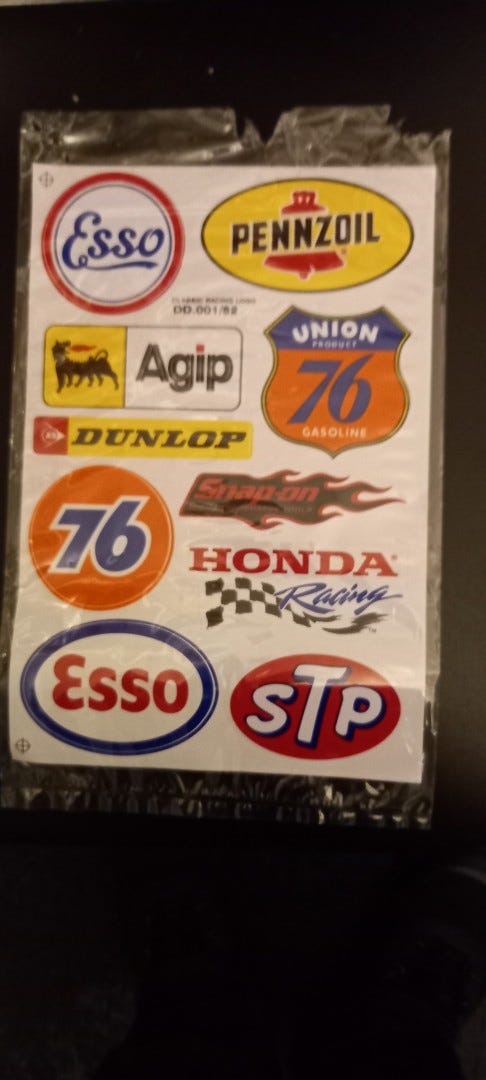 Esso
PENNZOIL
CLASSIC RACING LOGO
DD.001/52
Agip
UNION
PRODUCT
76
GASOLINE
DUNLOP
Snap-on
76
HONDA
Racing
TM
Esso
STP